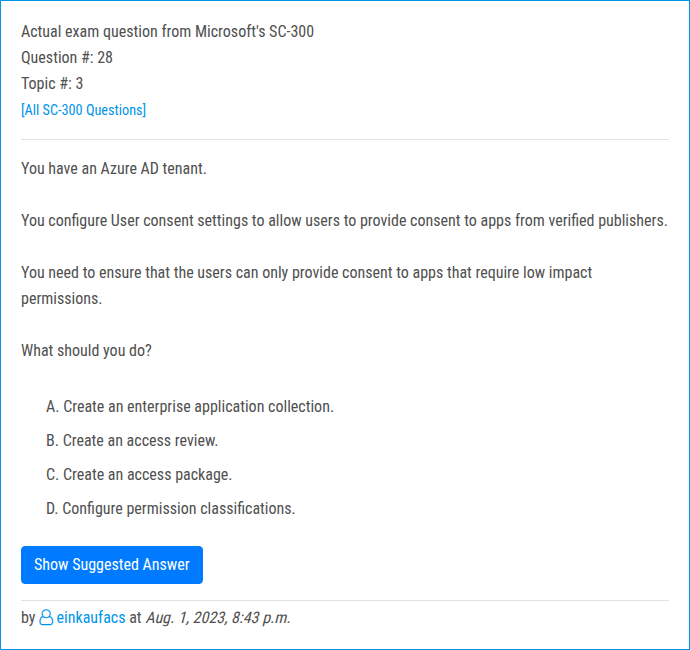 Actual exam question from Microsoft's SC-300
Question #: 28
Topic #: 3
[All SC-300 Questions]
You have an Azure AD tenant.
You configure User consent settings to allow users to provide consent to apps from verified publishers.
You need to ensure that the users can only provide consent to apps that require low impact
permissions.
What should you do?
A. Create an enterprise application collection.
B. Create an access review.
C. Create an access package.
D. Configure permission classifications.
Show Suggested Answer
by einkaufacs at Aug. 1, 2023, 8:43 p.m.